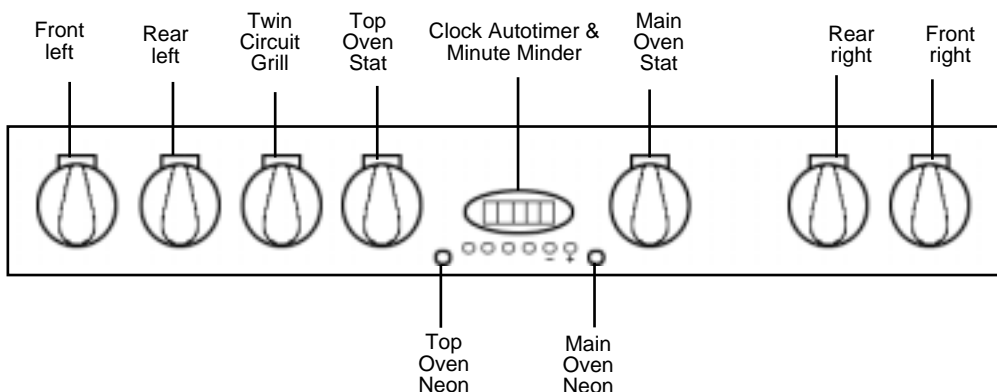 Front
left
Rear
left
Twin
Circuit
Grill
Top
Oven
Stat
Clock Autotimer &
Minute Minder
Main
Oven
Stat
Rear
right
Front
right
– +
Top
Oven
Neon
Main
Oven
Neon